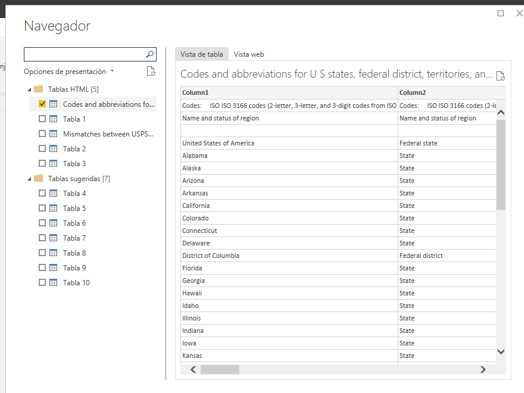 Navegador
Opciones de presentación
Tablas HTML [5]
Codes and abbreviations fo...
Tabla 1
Mismatches between USPS...
Tabla 2
Tabla 3
Tablas sugeridas [7]
Tabla 4
Tabla 5
Tabla 6
Tabla 7
Tabla 8
Tabla 9
Tabla 10
Vista de tabla Vista web
Codes and abbreviations for U S states, federal district, territories, an...
Column1 Column2
Codes: ISO ISO 3166 codes (2-letter, 3-letter, and 3-digit codes from ISO Codes: ISO ISO 3166 codes (2-le
Name and status of region Name and status of region
United States of America Federal state
Alabama State
Alaska State
Arizona State
Arkansas State
California State
Colorado State
Connecticut State
Delaware State
District of Columbia Federal district
Florida State
Georgia State
Hawaii State
Idaho State
Illinois State
Indiana State
Iowa State
Kansas State